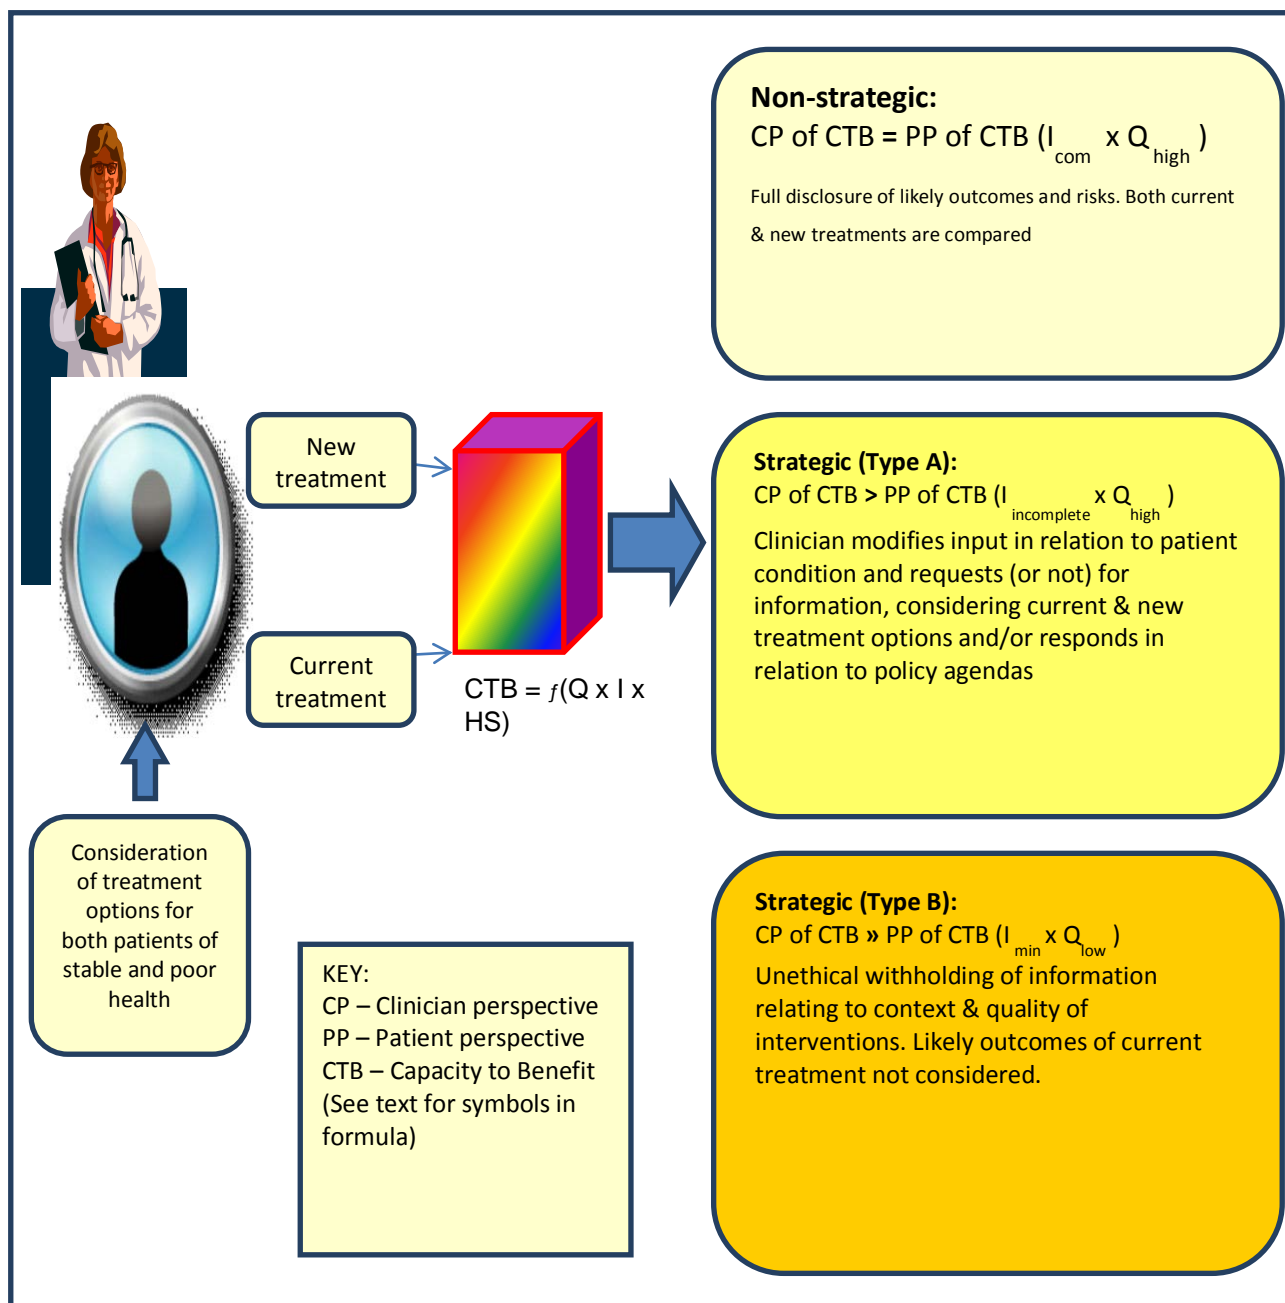 Non-strategic:
CP of CTB = PP of CTB (I com x Q high )
Full disclosure of likely outcomes and risks. Both current
& new treatments are compared
New
treatment
Current
treatment
CTB = ƒ(Q x I x
HS)
Strategic (Type A):
CP of CTB > PP of CTB (I incomplete x Q high )
Clinician modifies input in relation to patient
condition and requests (or not) for
information, considering current & new
treatment options and/or responds in
relation to policy agendas
Consideration
of treatment
options for
both patients of
stable and poor
health
KEY:
CP – Clinician perspective
PP – Patient perspective
CTB – Capacity to Benefit
(See text for symbols in
formula)
Strategic (Type B):
CP of CTB » PP of CTB (I min x Q low )
Unethical withholding of information
relating to context & quality of
interventions. Likely outcomes of current
treatment not considered.